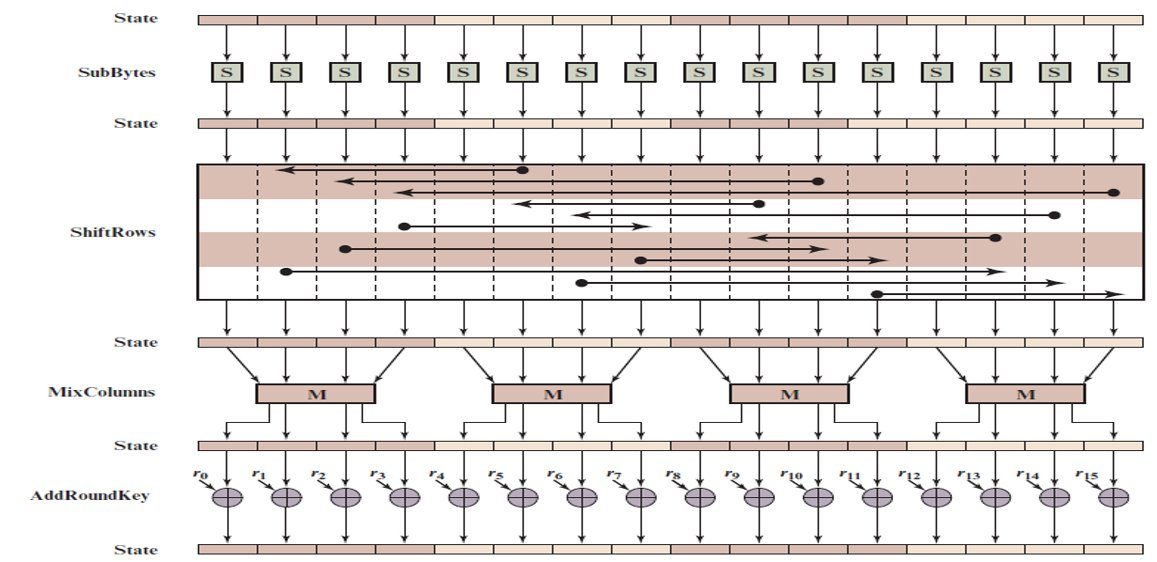 State
SubBytes S S S S S S S S S S S S S S S S
State
ShiftRows
State
MixColumns M M M M
State
r0 r1 r2 r3 r4 r5 r6 r7 r8 r9 r10 r11 r12 r13 r14 r15
AddRoundKey
State